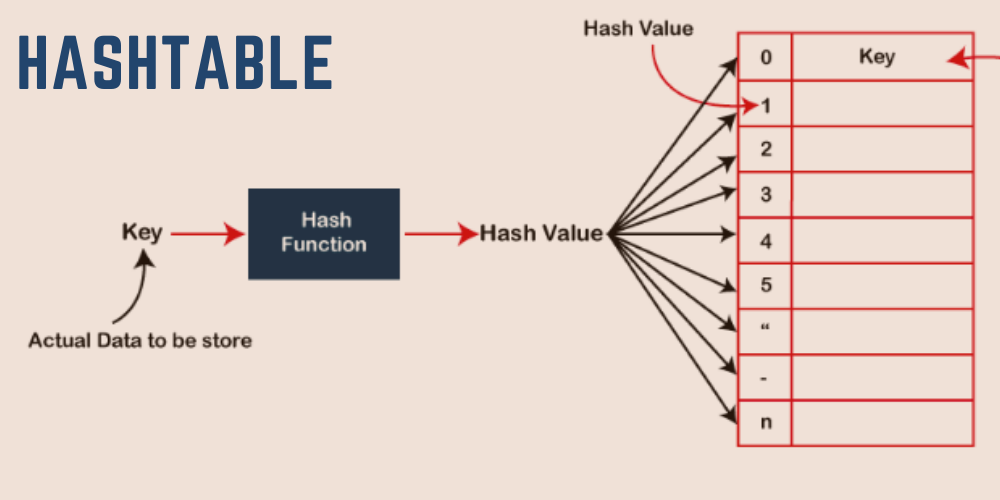 HASHTABLE
Hash Value
Key
Hash
Function
Hash Value
Actual Data to be store
0 Key
1
2
3
4
5
“
-
n